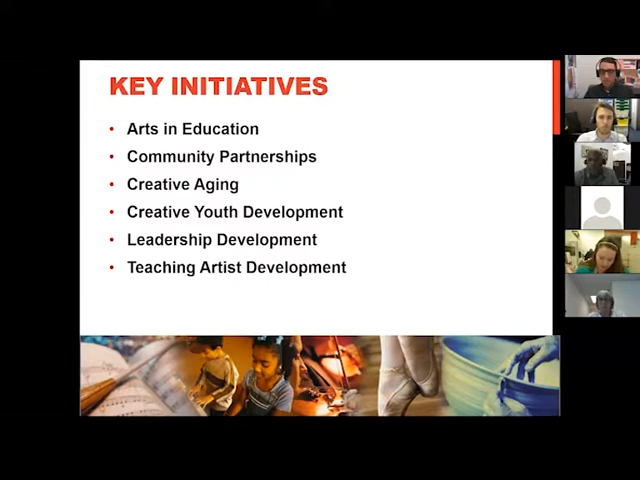 KEY INITIATIVES
• Arts in Education
• Community Partnerships
• Creative Aging
• Creative Youth Development
• Leadership Development
• Teaching Artist Development